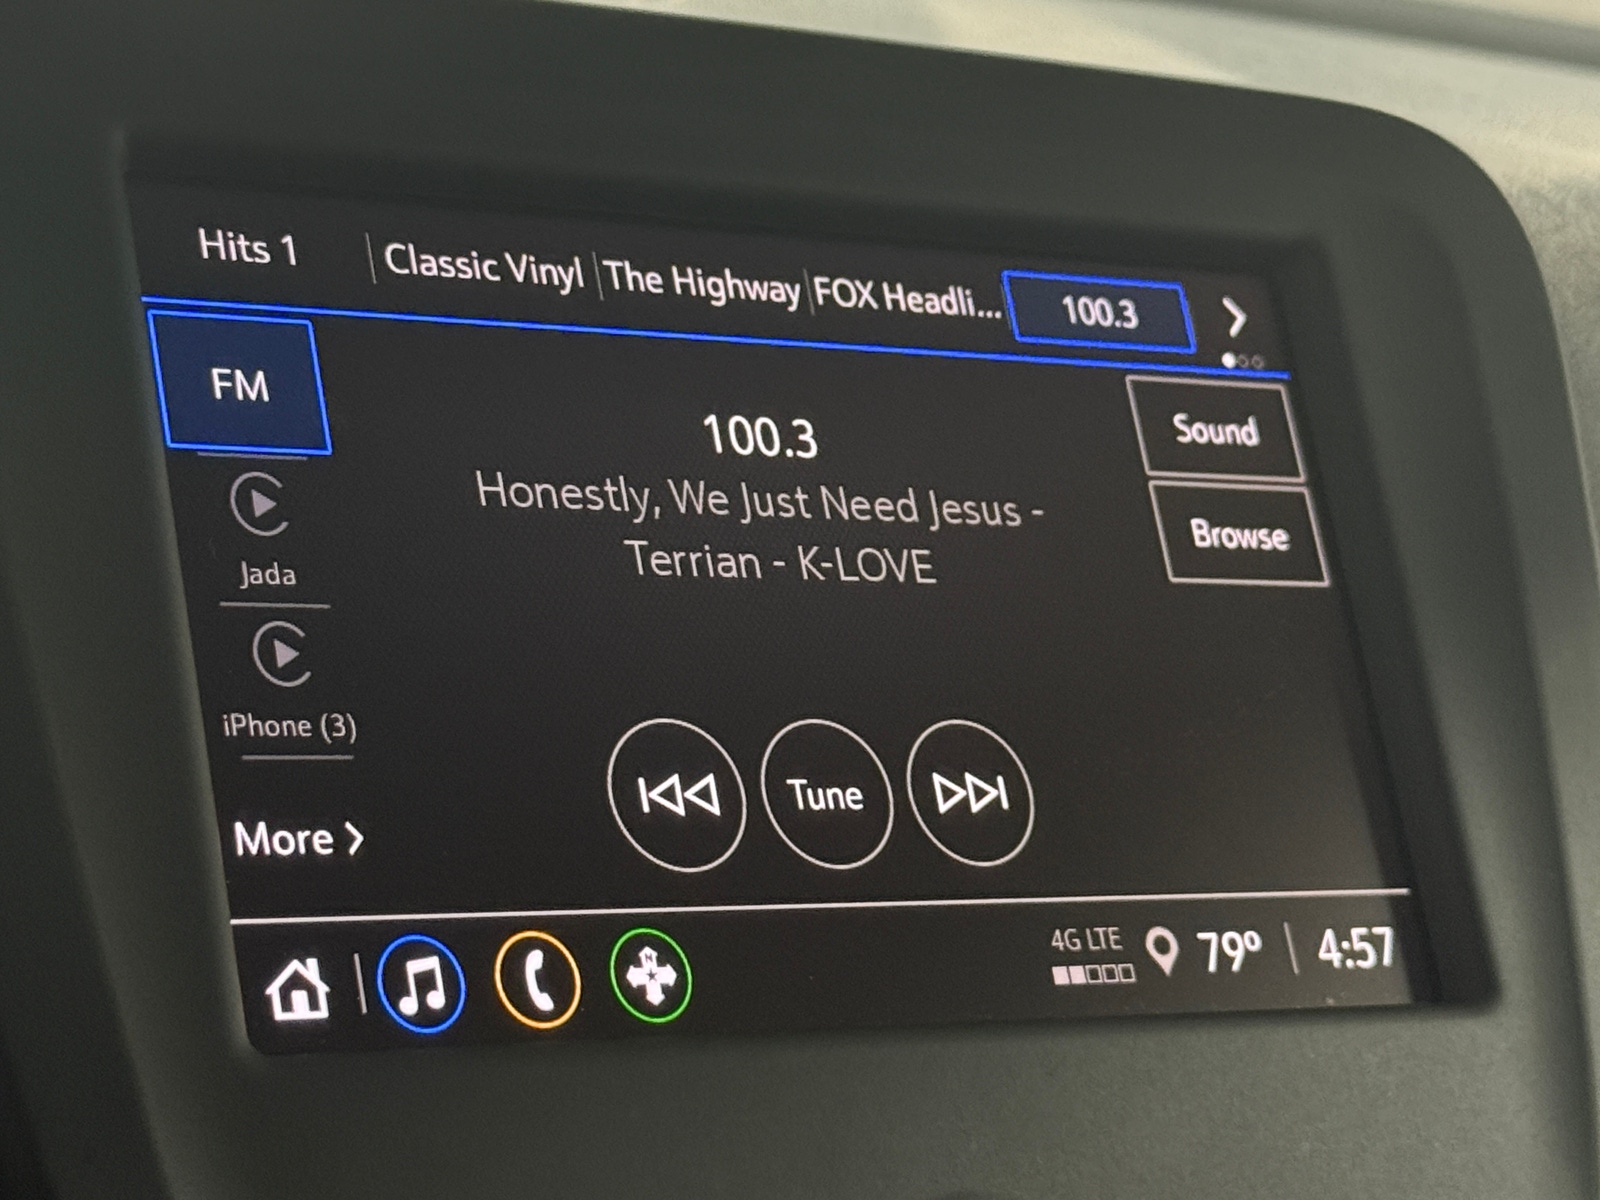 Hits 1 Classic Vinyl The Highway FOX Headli... 100.3
FM
100.3
Honestly, We Just Need Jesus -
Terrian - K-LOVE
Sound
Browse
Jada
iPhone (3)
More
Tune
N
4G LTE
79° 4:57